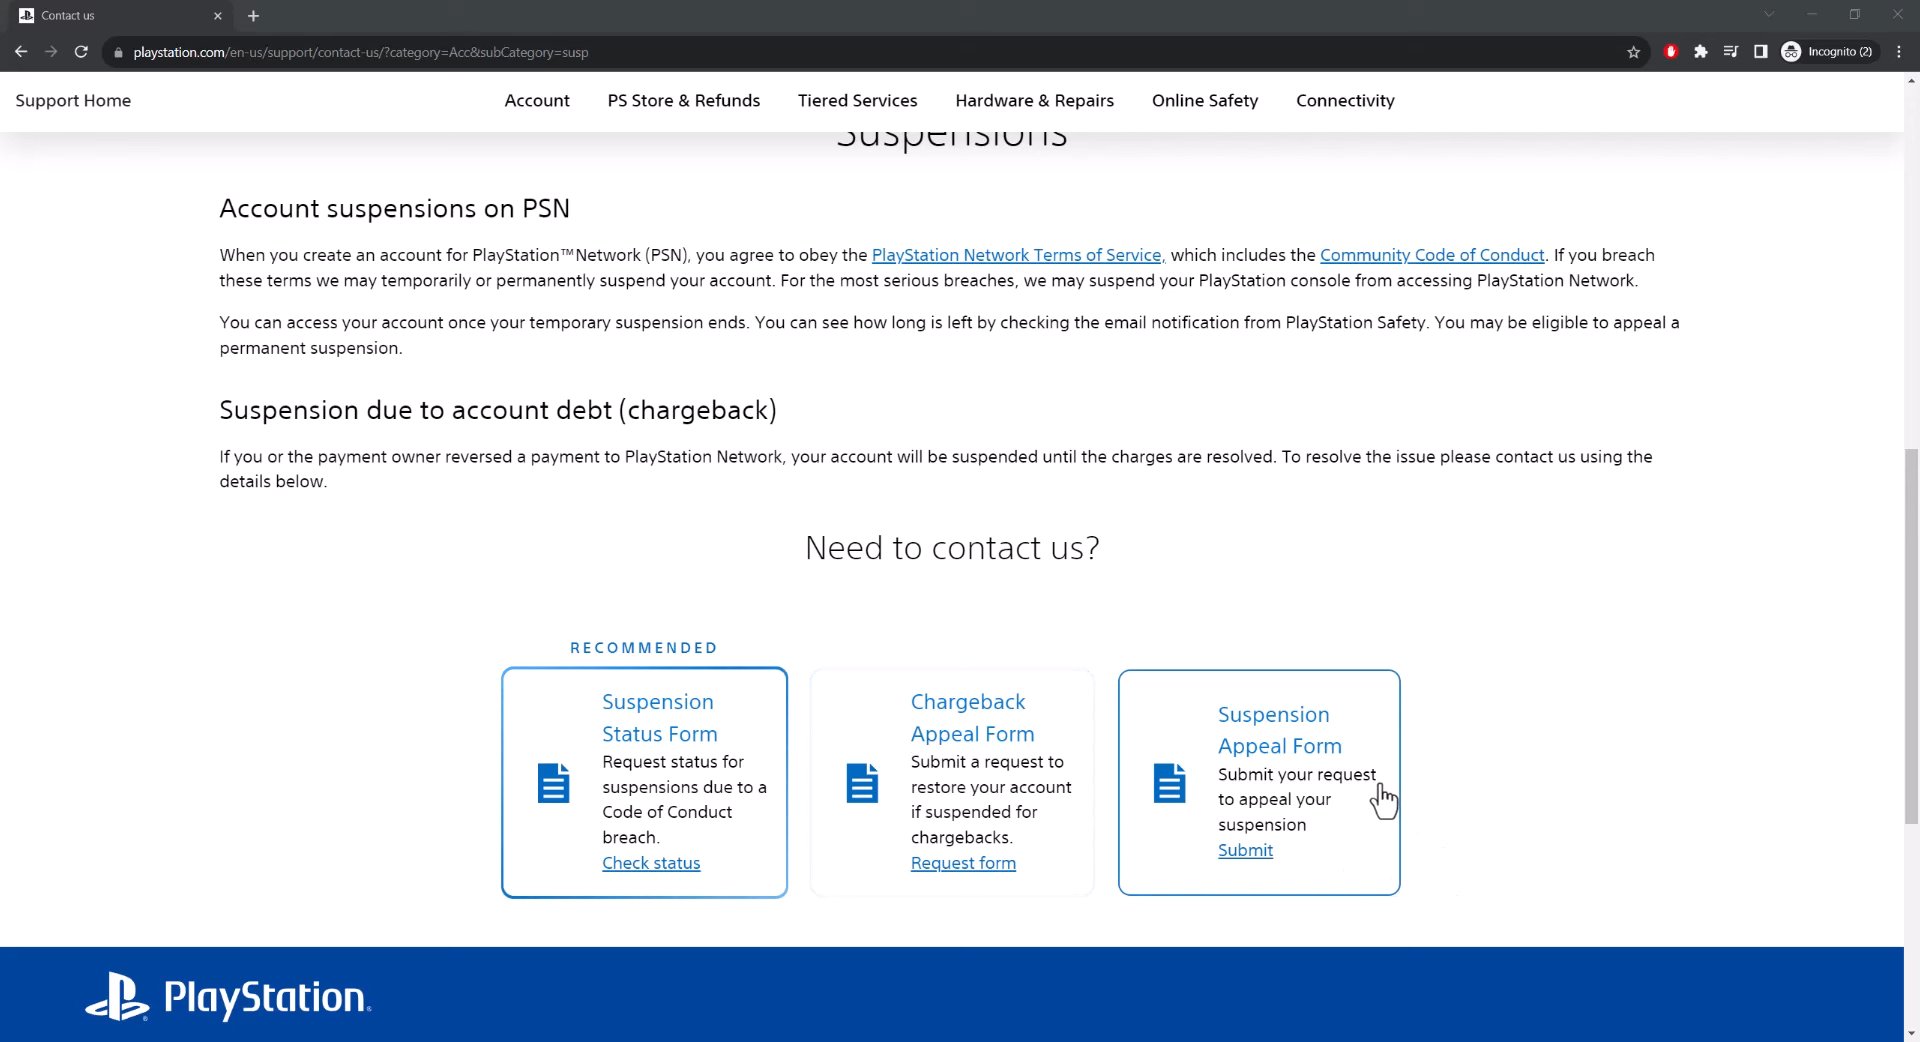 Contact us
playstation.com/en-us/support/contact-us/?category=Acc&subCategory=susp
Incognito (2)
Support Home
Account
PS Store & Refunds
Tiered Services
Hardware & Repairs
Online Safety
Connectivity
Suspensions
Account suspensions on PSN
When you create an account for PlayStation™Network (PSN), you agree to obey the PlayStation Network Terms of Service, which includes the Community Code of Conduct. If you breach
these terms we may temporarily or permanently suspend your account. For the most serious breaches, we may suspend your PlayStation console from accessing PlayStation Network.
You can access your account once your temporary suspension ends. You can see how long is left by checking the email notification from PlayStation Safety. You may be eligible to appeal a
permanent suspension.
Suspension due to account debt (chargeback)
If you or the payment owner reversed a payment to PlayStation Network, your account will be suspended until the charges are resolved. To resolve the issue please contact us using the
details below.
Need to contact us?
RECOMMENDED
Suspension
Status Form
Request status for
suspensions due to a
Code of Conduct
breach.
Check status
Chargeback
Appeal Form
Submit a request to
restore your account
if suspended for
chargebacks.
Request form
Suspension
Appeal Form
Submit your request
to appeal your
suspension
Submit
PlayStation®